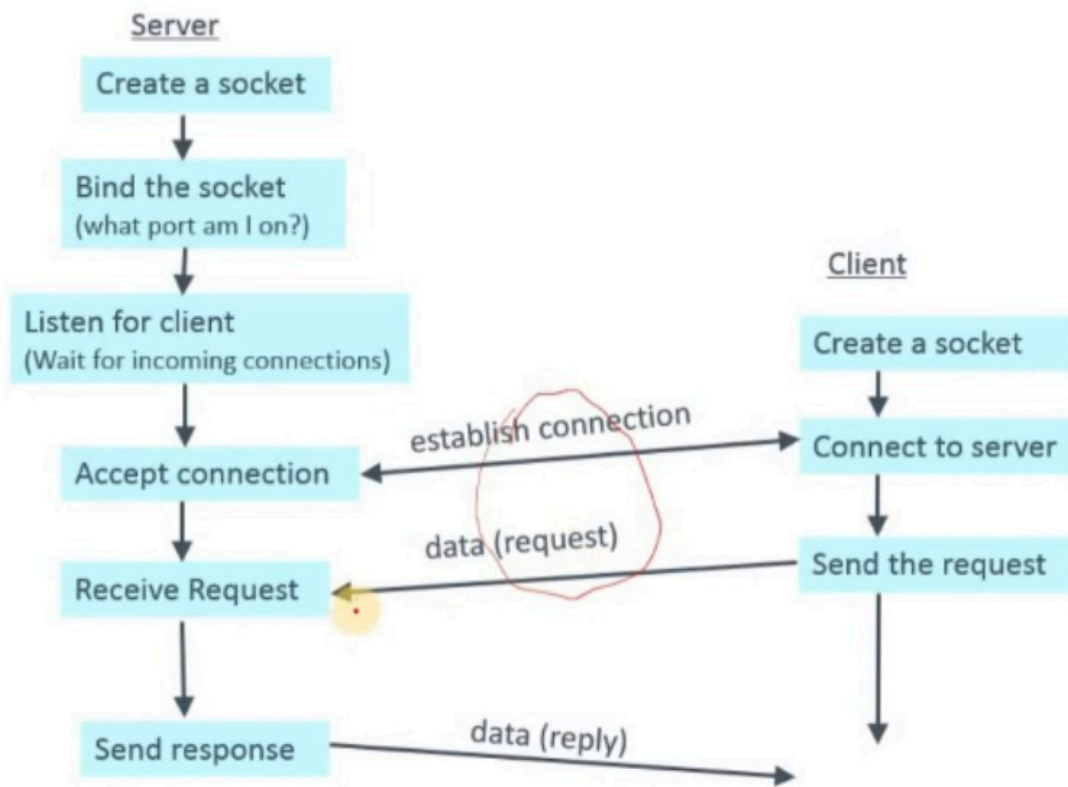 Server
Create a socket
Bind the socket
(what port am I on?)
Listen for client
(Wait for incoming connections)
Accept connection
Receive Request
Send response
establish connection
data (request)
data (reply)
Client
Create a socket
Connect to server
Send the request